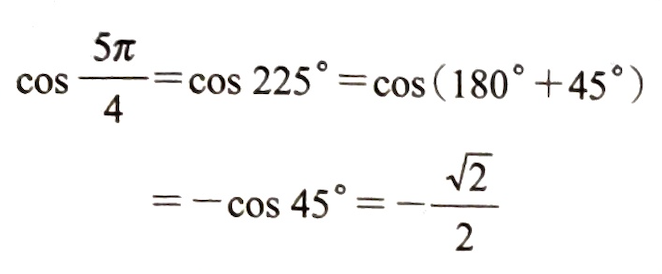 cos 5π/4 = cos 225° = cos(180° + 45°)
= −cos 45° = −√2/2